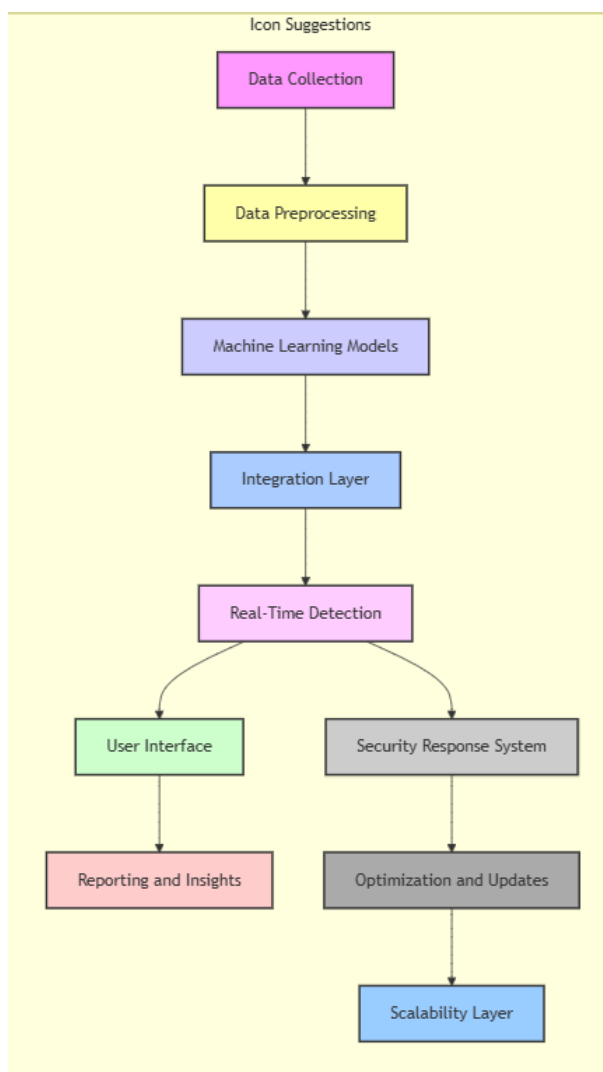 Icon Suggestions
Data Collection
Data Preprocessing
Machine Learning Models
Integration Layer
Real-Time Detection
User Interface
Security Response System
Reporting and Insights
Optimization and Updates
Scalability Layer